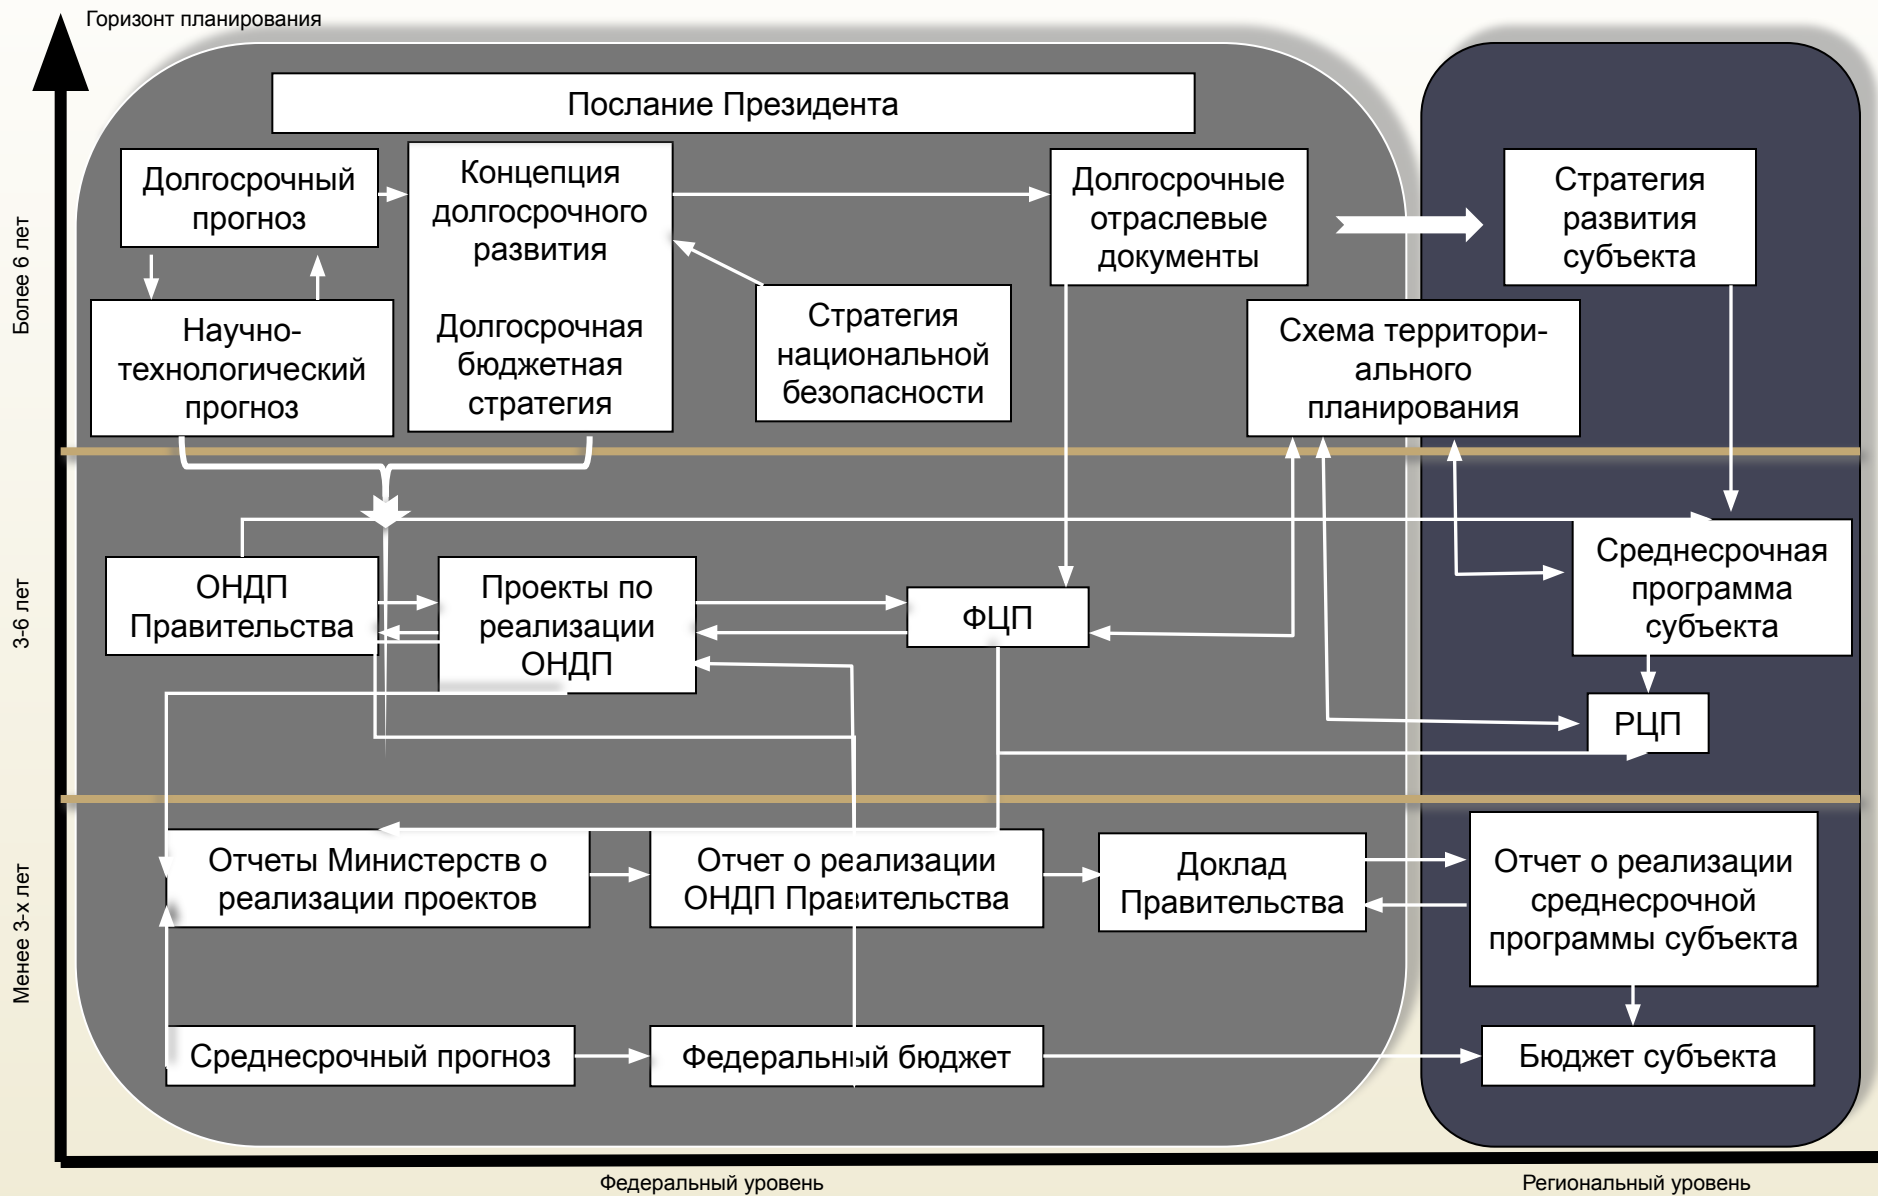 Горизонт планирования
Послание Президента
Долгосрочный
прогноз
Концепция
долгосрочного
развития
Долгосрочная
бюджетная
стратегия
Долгосрочные
отраслевые
документы
Стратегия
развития
субъекта
Более 6 лет
Научно-
технологический
прогноз
Стратегия
национальной
безопасности
Схема территори-
ального
планирования
3-6 лет
ОНДП
Правительства
Проекты по
реализации
ОНДП
ФЦП
Среднесрочная
программа
субъекта
РЦП
Менее 3-х лет
Отчеты Министерств о
реализации проектов
Отчет о реализации
ОНДП Правительства
Доклад
Правительства
Отчет о реализации
среднесрочной
программы субъекта
Среднесрочный прогноз
Федеральный бюджет
Бюджет субъекта
Федеральный уровень
Региональный уровень